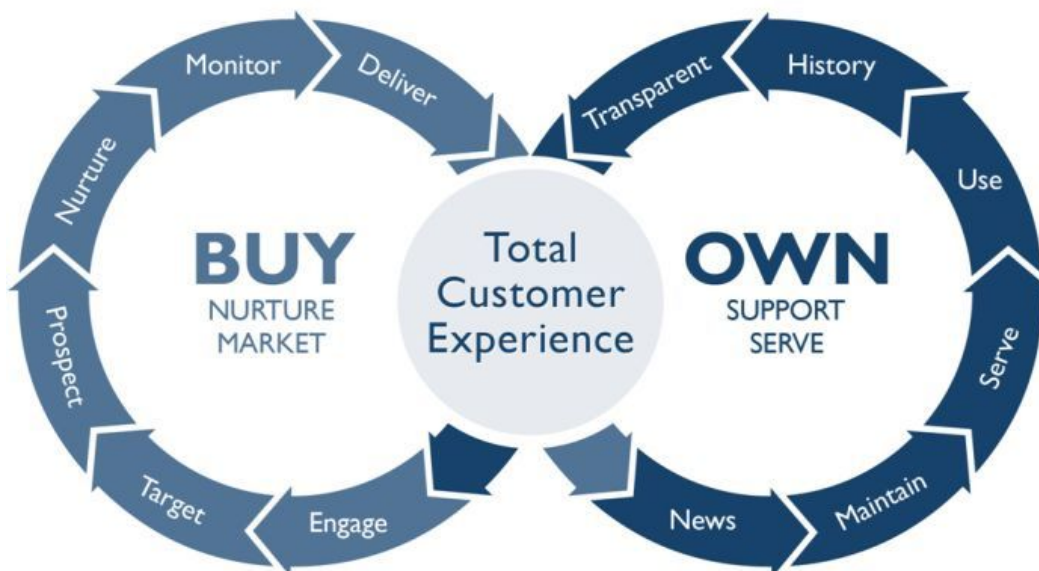 Monitor
Deliver
Nurture
Prospect
Target
Engage
BUY
NURTURE
MARKET
Total
Customer
Experience
OWN
SUPPORT
SERVE
Transparent
History
Use
Serve
Maintain
News